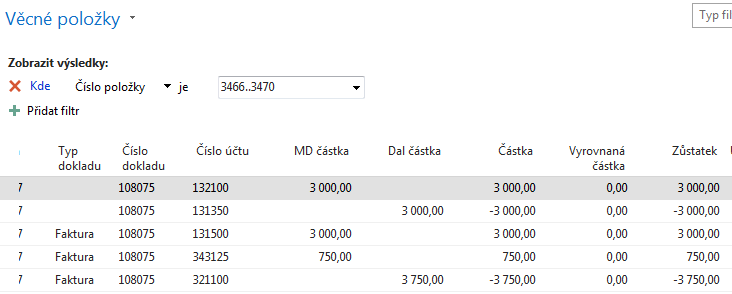 Věcné položky
Typ fil
Zobrazit výsledky:
Kde Číslo položky je 3466..3470
Přidat filtr
Typ dokladu Číslo dokladu Číslo účtu MD částka Dal částka Částka Vyrovnaná částka Zůstatek
7 108075 132100 3 000,00 3 000,00 0,00 3 000,00
7 108075 131350 3 000,00 -3 000,00 0,00 -3 000,00
7 Faktura 108075 131500 3 000,00 3 000,00 0,00 3 000,00
7 Faktura 108075 343125 750,00 750,00 0,00 750,00
7 Faktura 108075 321100 3 750,00 -3 750,00 0,00 -3 750,00